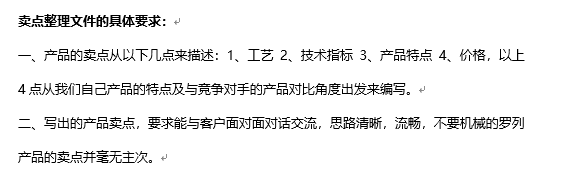 卖点整理文件的具体要求：
一、产品的卖点从以下几点来描述：1、工艺 2、技术指标 3、产品特点 4、价格，以上
4 点从我们自己产品的特点及与竞争对手的产品对比角度出发来编写。
二、写出的产品卖点，要求能与客户面对面对话交流，思路清晰，流畅，不要机械的罗列
产品的卖点并毫无主次。